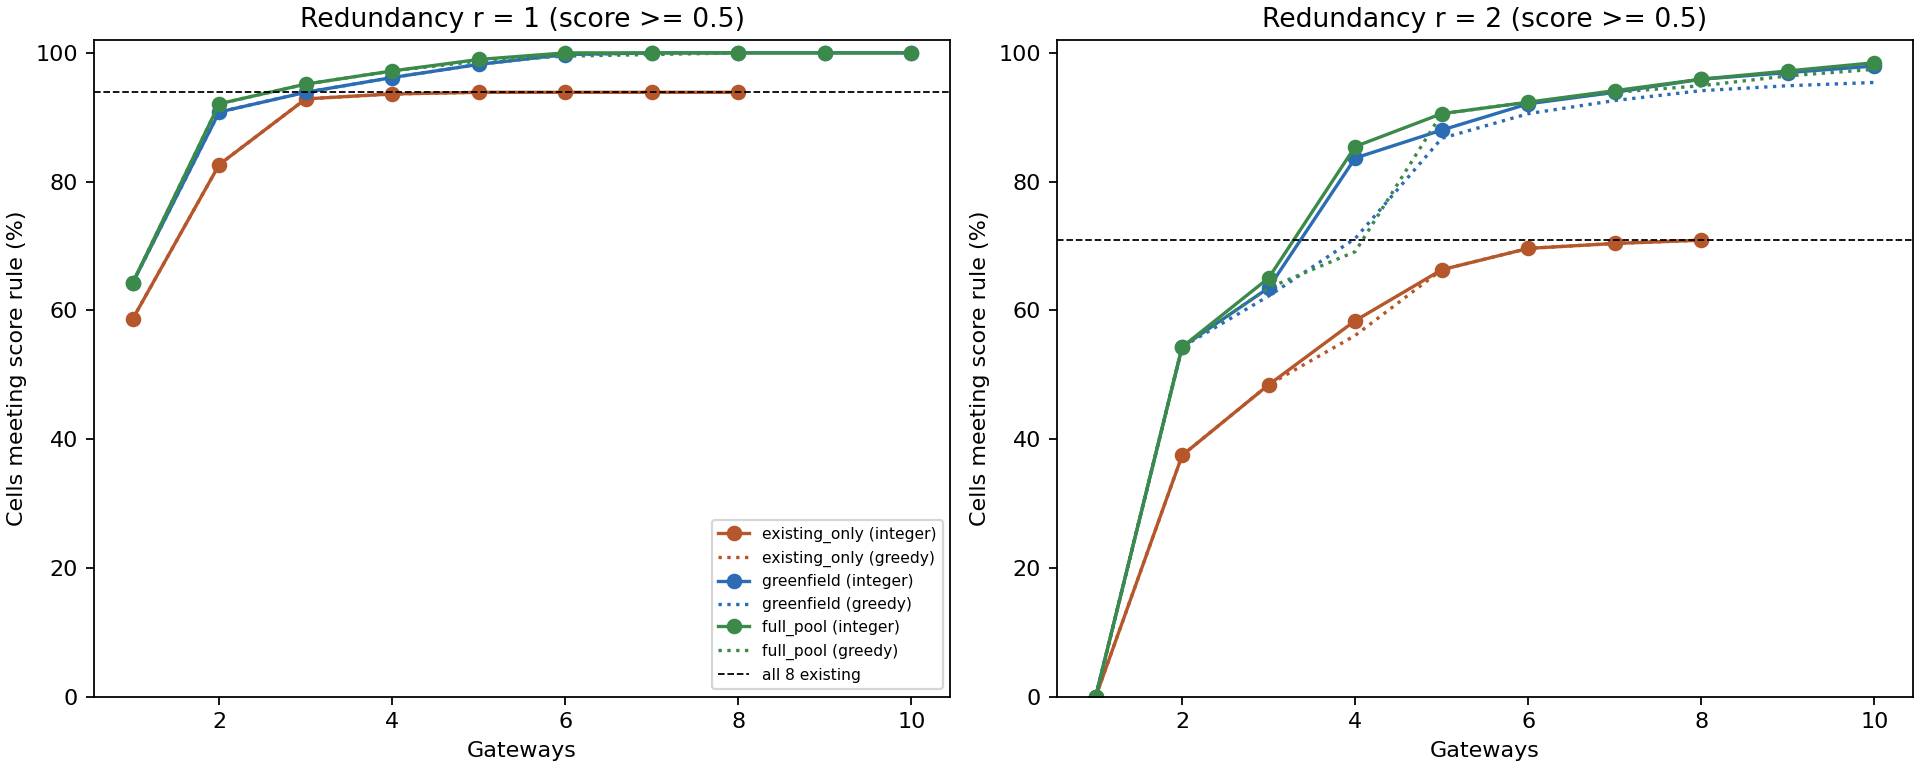 Redundancy r = 1 (score >= 0.5)
Cells meeting score rule (%)
100
80
60
40
20
0
2
4
6
8
10
Gateways
existing_only (integer)
existing_only (greedy)
greenfield (integer)
greenfield (greedy)
full_pool (integer)
full_pool (greedy)
all 8 existing
Redundancy r = 2 (score >= 0.5)
Cells meeting score rule (%)
100
80
60
40
20
0
2
4
6
8
10
Gateways